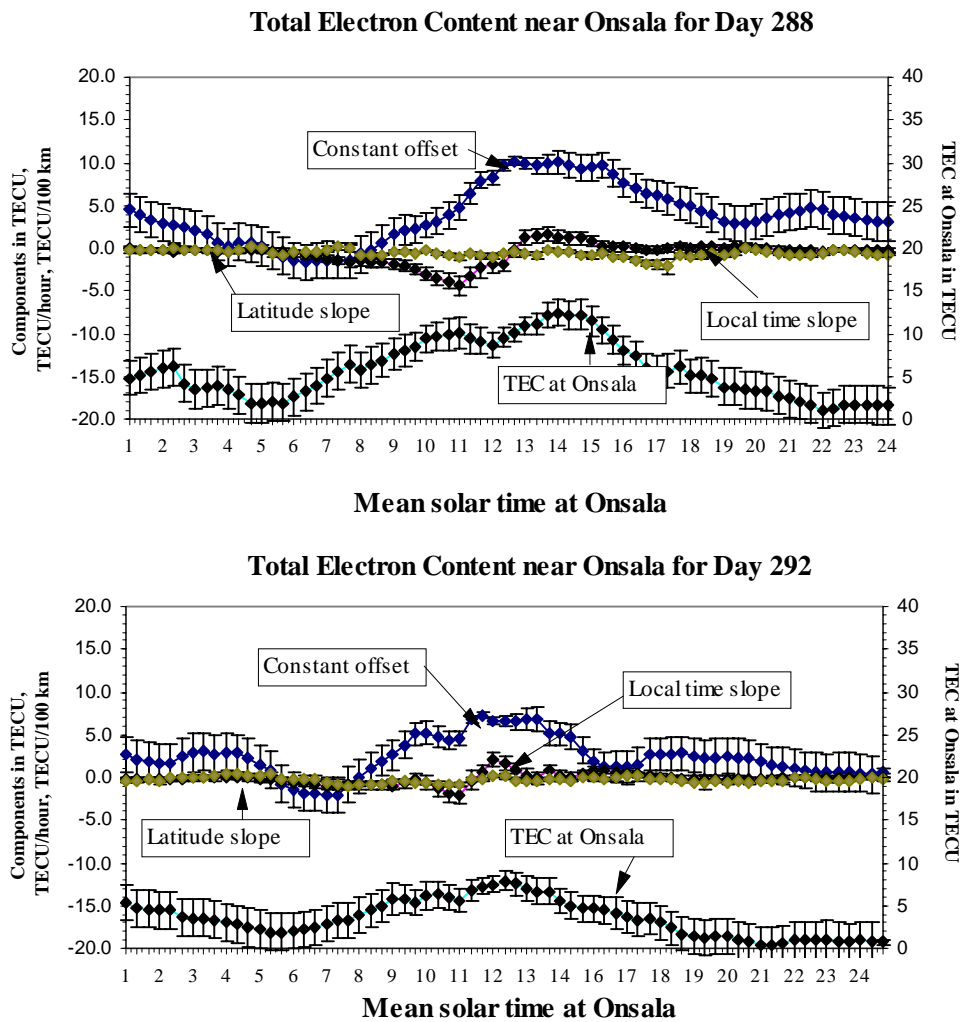 Total Electron Content near Onsala for Day 288
20.0
15.0
10.0
5.0
0.0
-5.0
-10.0
-15.0
-20.0
Components in TECU,
TECU/hour, TECU/100 km
Constant offset
Latitude slope
Local time slope
TEC at Onsala
40
35
30
25
20
15
10
5
0
TEC at Onsala in TECU
1 2 3 4 5 6 7 8 9 10 11 12 13 14 15 16 17 18 19 20 21 22 23 24
Mean solar time at Onsala
Total Electron Content near Onsala for Day 292
20.0
15.0
10.0
5.0
0.0
-5.0
-10.0
-15.0
-20.0
Components in TECU,
TECU/hour, TECU/100 km
Constant offset
Local time slope
Latitude slope
TEC at Onsala
40
35
30
25
20
15
10
5
0
TEC at Onsala in TECU
1 2 3 4 5 6 7 8 9 10 11 12 13 14 15 16 17 18 19 20 21 22 23 24
Mean solar time at Onsala